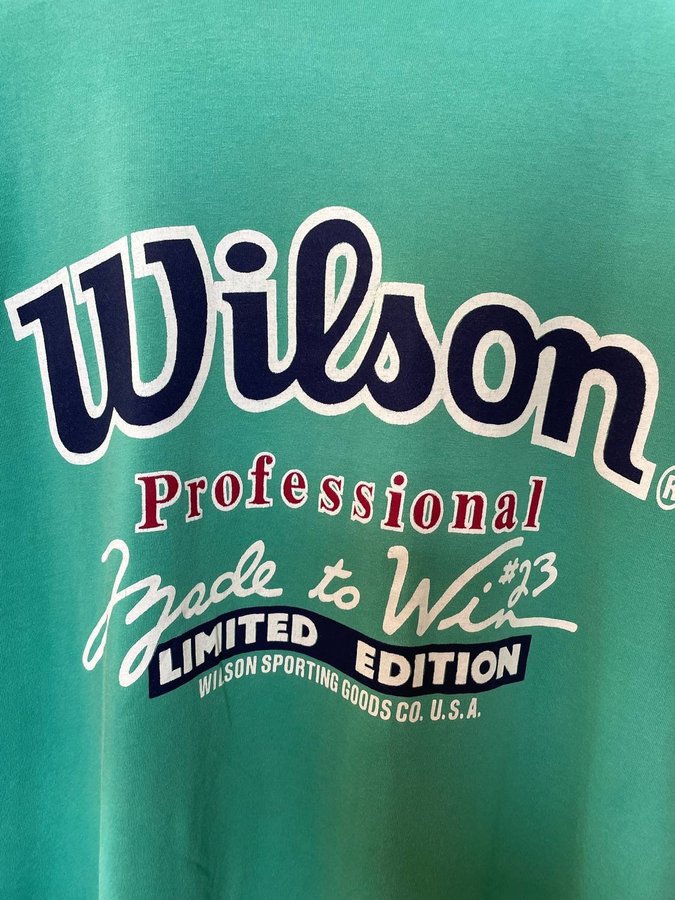 Wilson®
Professional
Made to Win #23
LIMITED EDITION
WILSON SPORTING GOODS CO. U.S.A.